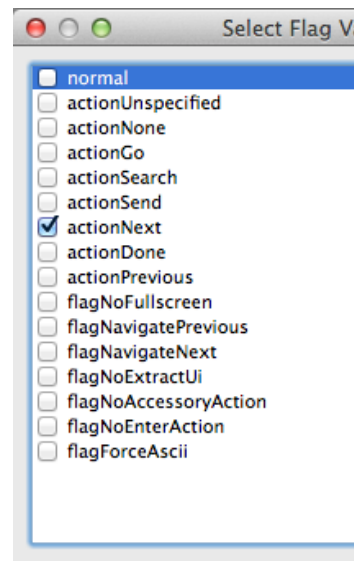 Select Flag V
normal
actionUnspecified
actionNone
actionGo
actionSearch
actionSend
actionNext
actionDone
actionPrevious
flagNoFullscreen
flagNavigatePrevious
flagNavigateNext
flagNoExtractUi
flagNoAccessoryAction
flagNoEnterAction
flagForceAscii